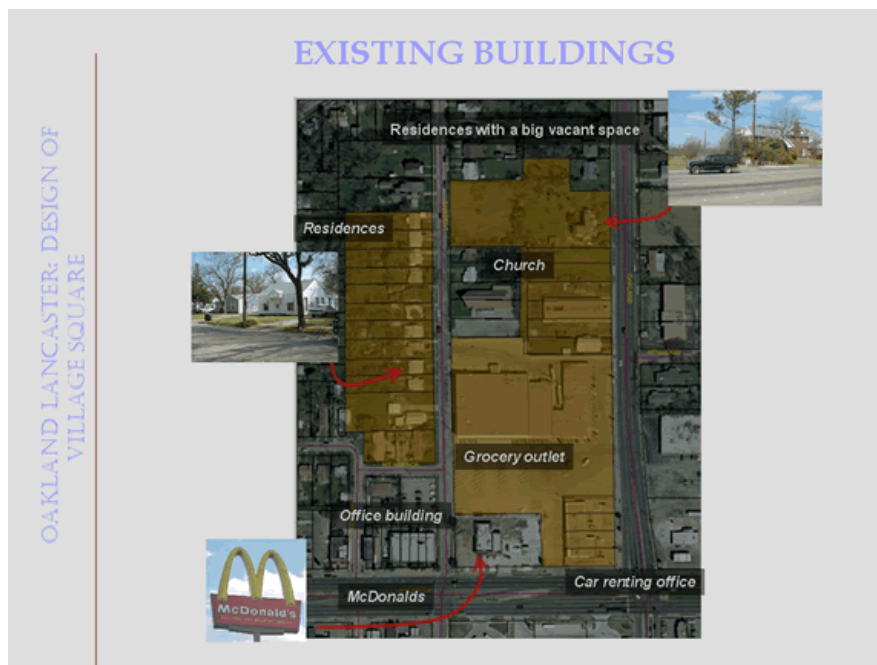 EXISTING BUILDINGS
OAKLAND LANCASTER: DESIGN OF
VILLAGE SQUARE
Residences with a big vacant space
Residences
Church
Grocery outlet
Office building
McDonalds
Car renting office
McDonald's